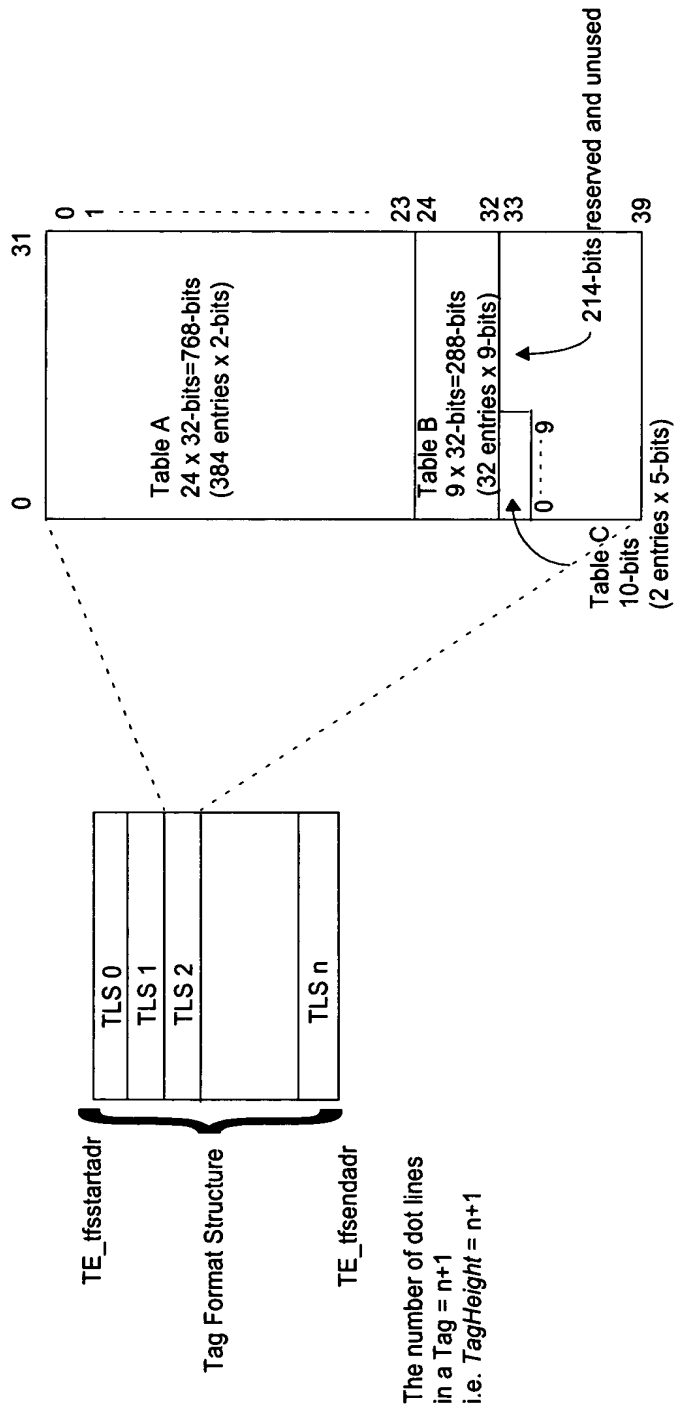 TE_tfsstartadr
Tag Format Structure
TE_tfsendadr
The number of dot lines
in a Tag = n+1
i.e. TagHeight = n+1
TLS 0
TLS 1
TLS 2
TLS n
0
31
Table A
24 x 32-bits=768-bits
(384 entries x 2-bits)
Table B
9 x 32-bits=288-bits
(32 entries x 9-bits)
0
9
Table C
10-bits
(2 entries x 5-bits)
0
1
23
24
32
33
214-bits reserved and unused
39